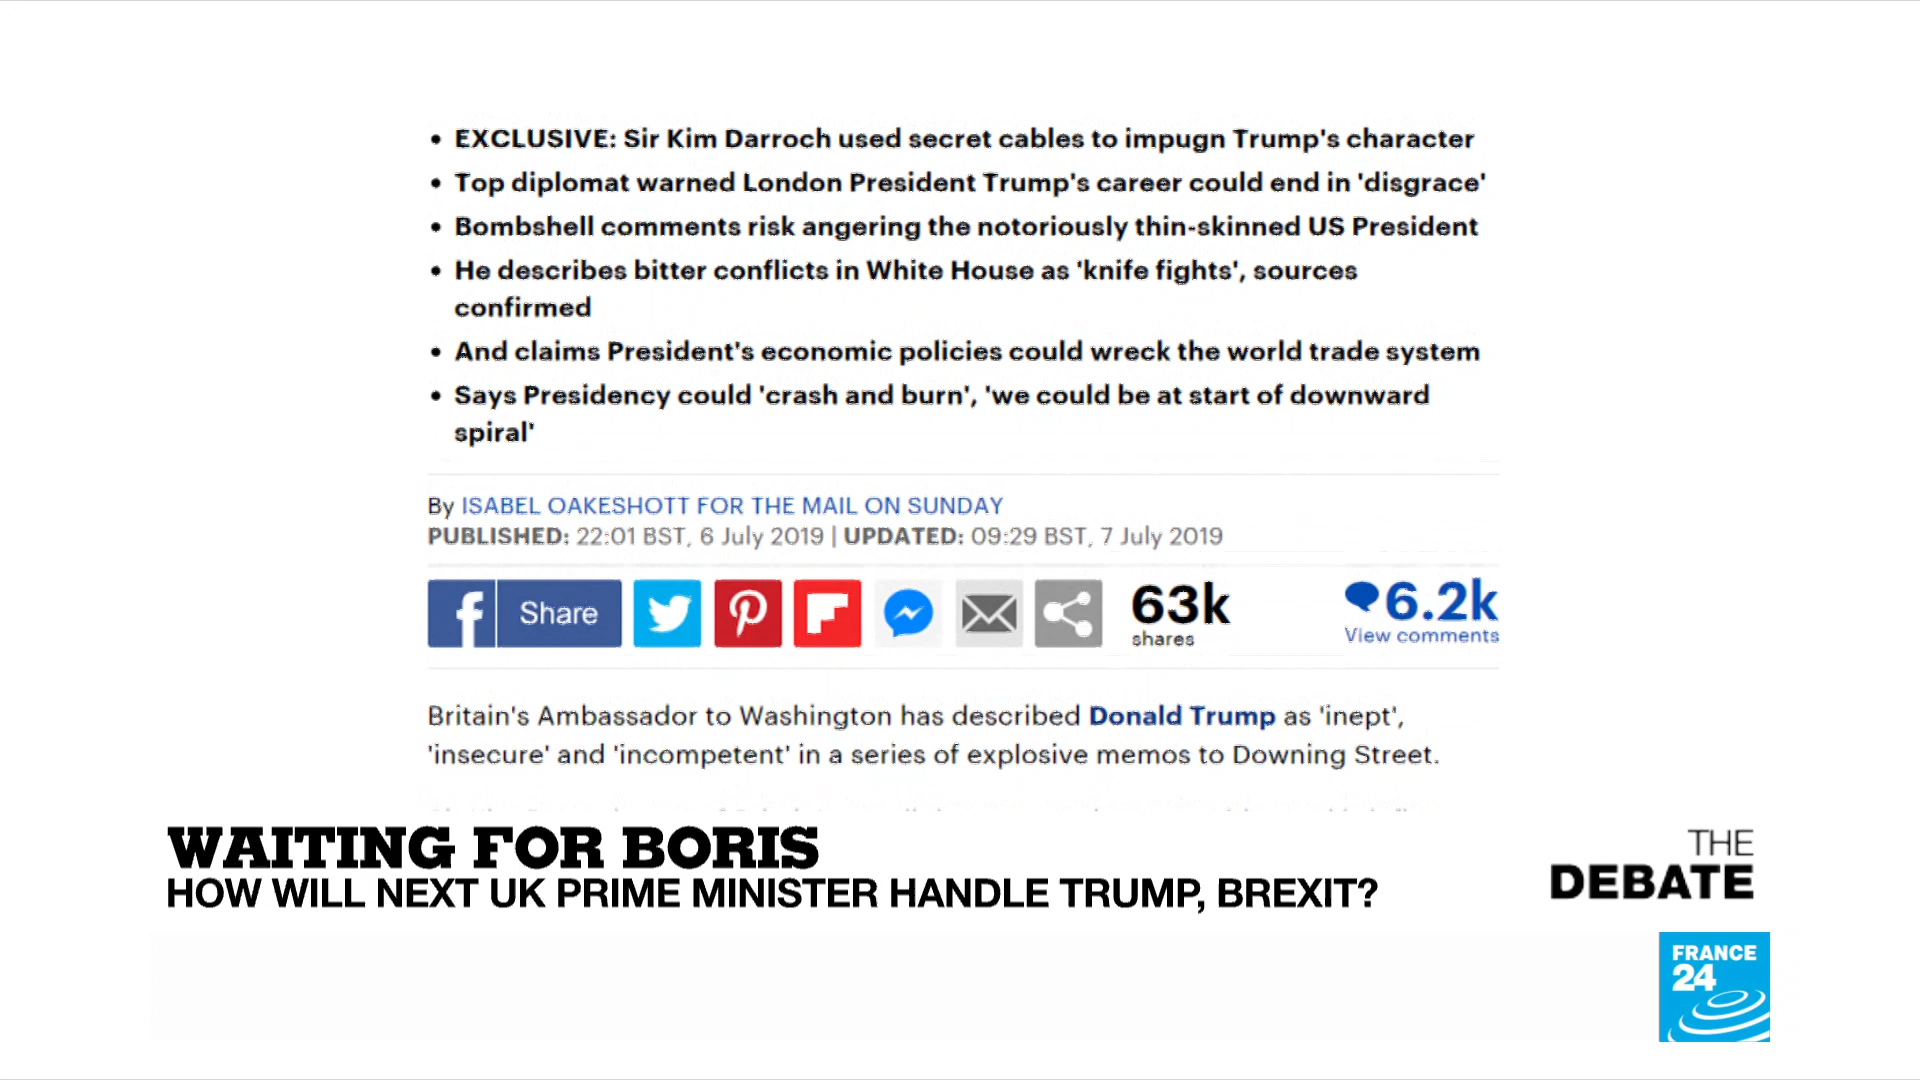 • EXCLUSIVE: Sir Kim Darroch used secret cables to impugn Trump's character
• Top diplomat warned London President Trump's career could end in 'disgrace'
• Bombshell comments risk angering the notoriously thin-skinned US President
• He describes bitter conflicts in White House as 'knife fights', sources
confirmed
• And claims President's economic policies could wreck the world trade system
• Says Presidency could 'crash and burn', 'we could be at start of downward
spiral'
By ISABEL OAKESHOTT FOR THE MAIL ON SUNDAY
PUBLISHED: 22:01 BST, 6 July 2019 | UPDATED: 09:29 BST, 7 July 2019
f Share
63k
shares
6.2k
View comments
Britain's Ambassador to Washington has described Donald Trump as 'inept',
'insecure' and 'incompetent' in a series of explosive memos to Downing Street.
WAITING FOR BORIS
HOW WILL NEXT UK PRIME MINISTER HANDLE TRUMP, BREXIT?
THE
DEBATE
FRANCE
24